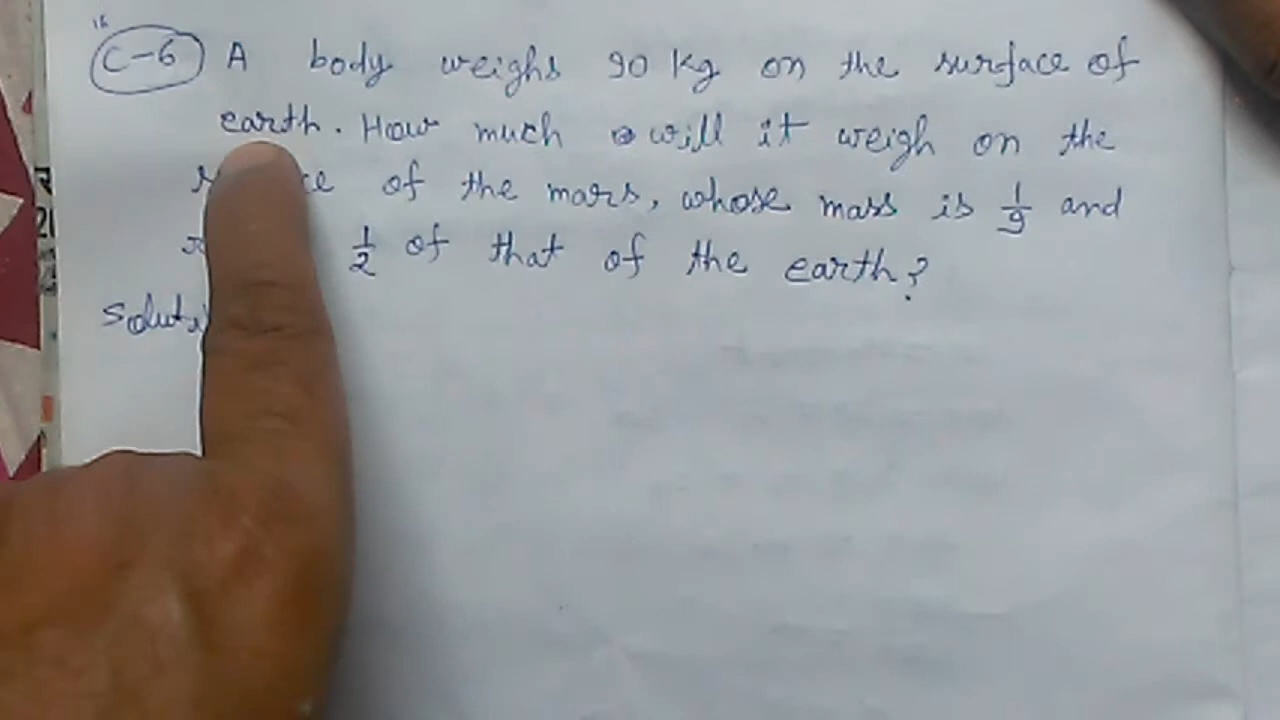 16
C-6 A body weighs 90 kg on the surface of
earth. How much will it weigh on the
of the mars, whose mass is 1/9 and
1/2 of that of the earth?